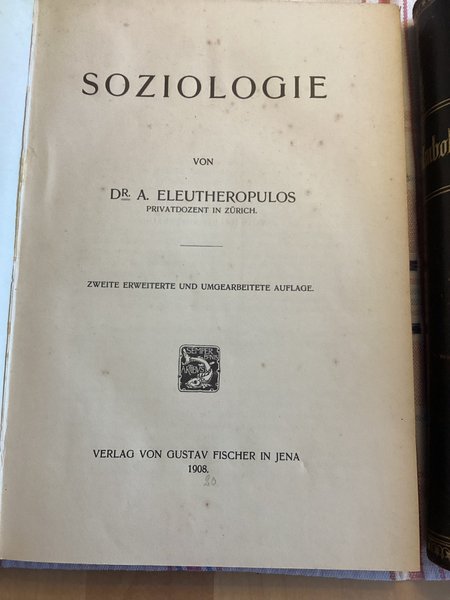 SOZIOLOGIE
VON
DR. A. ELEUTHEROPULOS
PRIVATDOZENT IN ZÜRICH.
ZWEITE ERWEITERTE UND UMGEARBEITETE AUFLAGE.
SEMPER
VERLAG VON GUSTAV FISCHER IN JENA
1908.